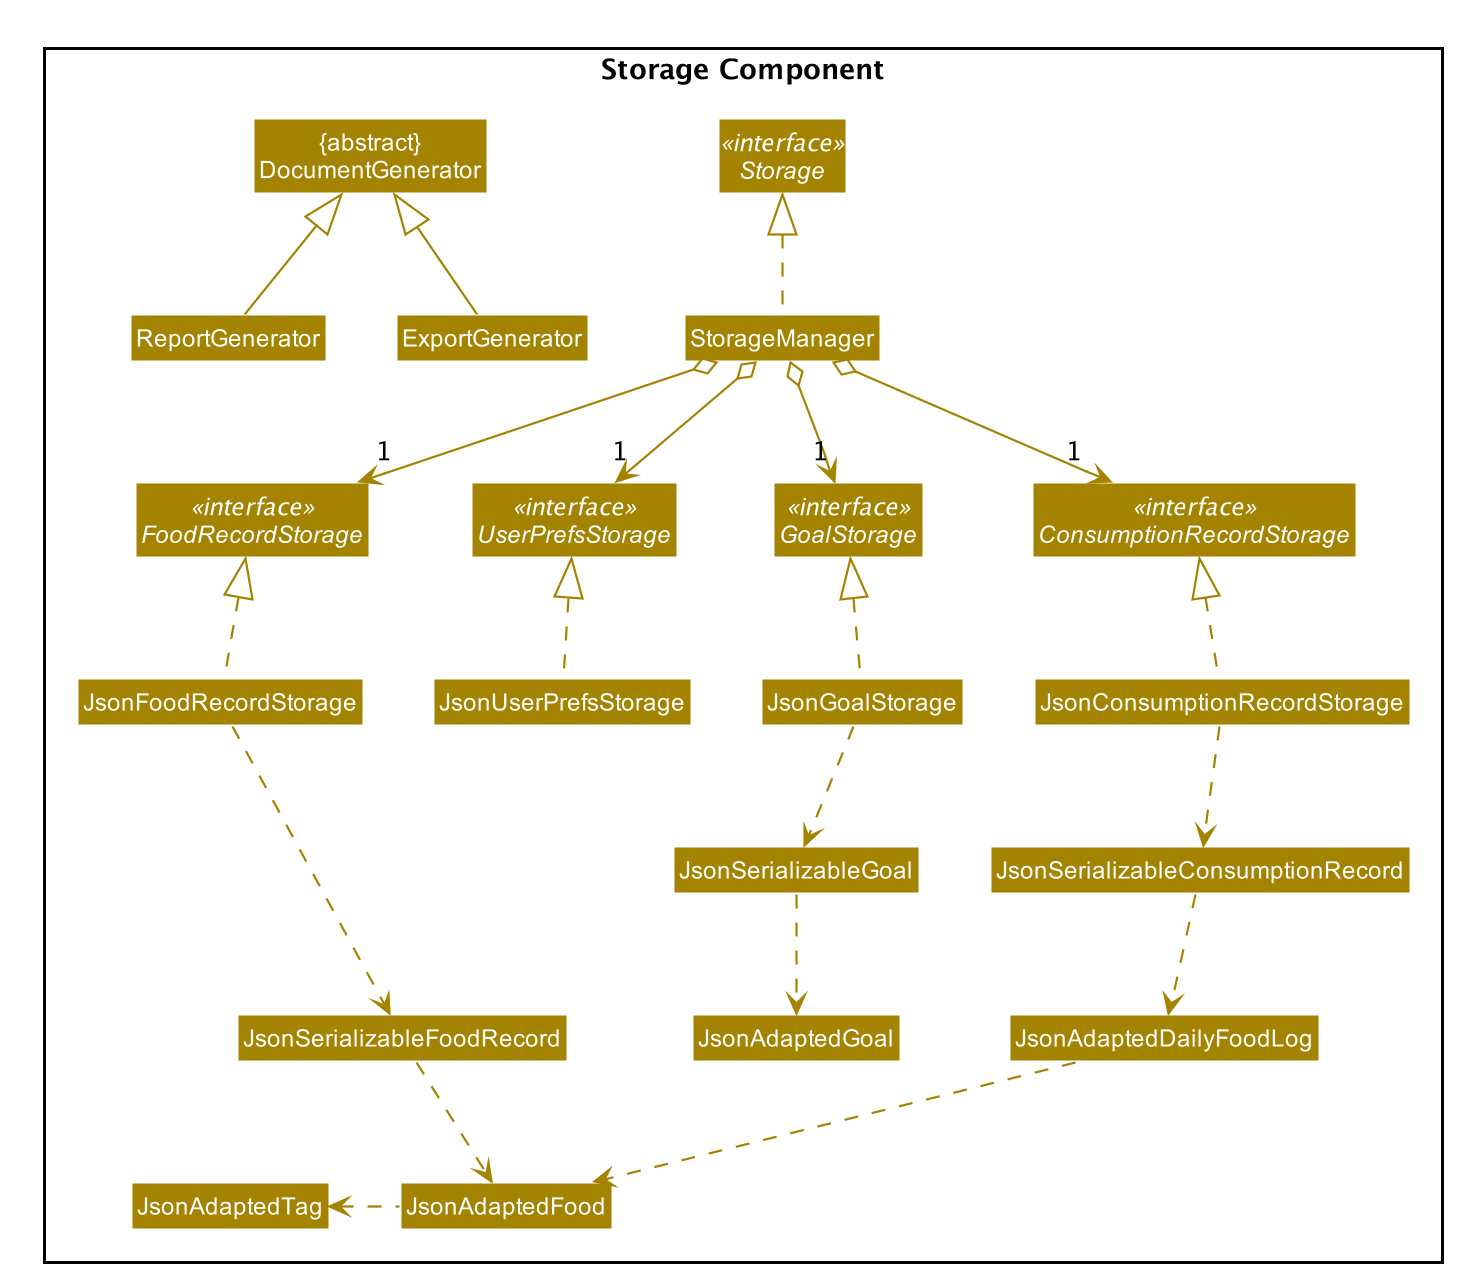 Storage Component
{abstract}
DocumentGenerator
«interface»
Storage
ReportGenerator
ExportGenerator
StorageManager
1
1
1
1
«interface»
FoodRecordStorage
«interface»
UserPrefsStorage
«interface»
GoalStorage
«interface»
ConsumptionRecordStorage
JsonFoodRecordStorage
JsonUserPrefsStorage
JsonGoalStorage
JsonConsumptionRecordStorage
JsonSerializableGoal
JsonSerializableConsumptionRecord
JsonSerializableFoodRecord
JsonAdaptedGoal
JsonAdaptedDailyFoodLog
JsonAdaptedTag
JsonAdaptedFood